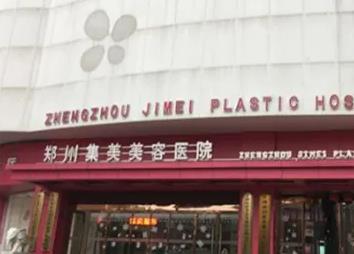 ZHENGZHOU JIMEI PLASTIC HOS
郑州集美美容医院 ZHENGZHOU JIMEI PLA